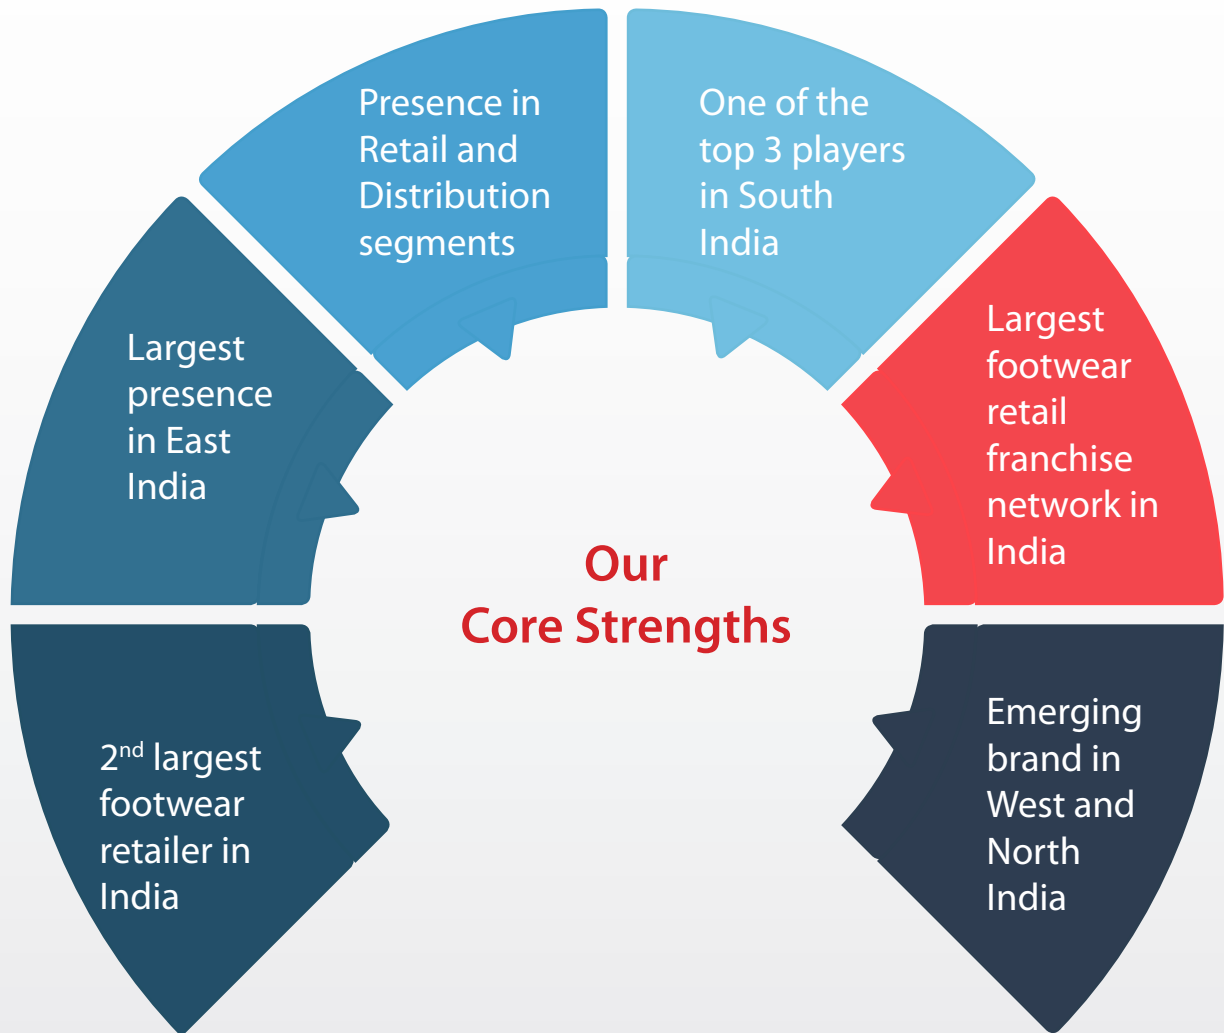 Presence in
Retail and
Distribution
segments
One of the
top 3 players
in South
India
Largest
presence
in East
India
Largest
footwear
retail
franchise
network in
India
Our
Core Strengths
2nd largest
footwear
retailer in
India
Emerging
brand in
West and
North
India